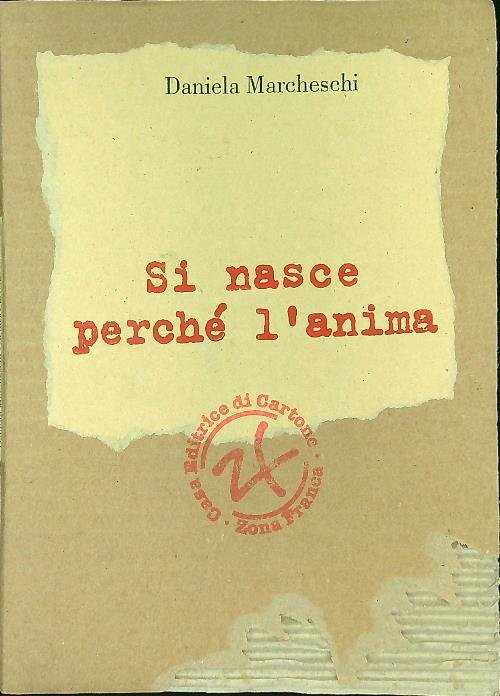 Daniela Marcheschi
Si nasce
perché l'anima
Casa Editrice di Cartone · Zona Franca ·